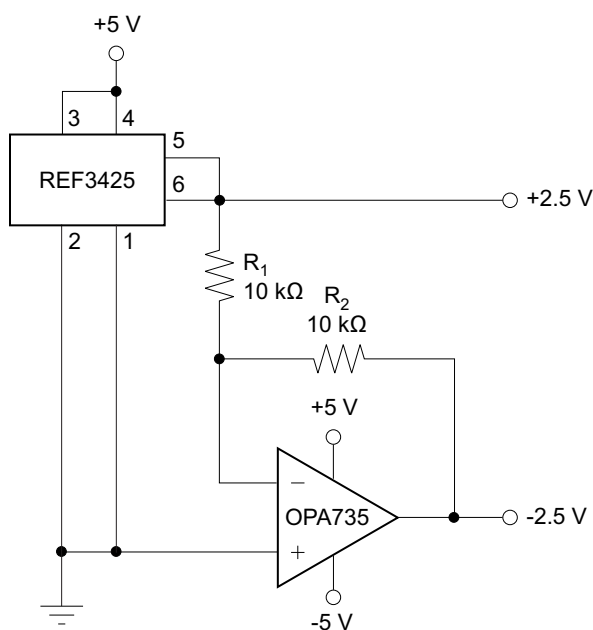 +5 V
3
4
5
REF3425
6
+2.5 V
2
1
R1
10 kΩ
R2
10 kΩ
+5 V
−
OPA735
-2.5 V
+
-5 V